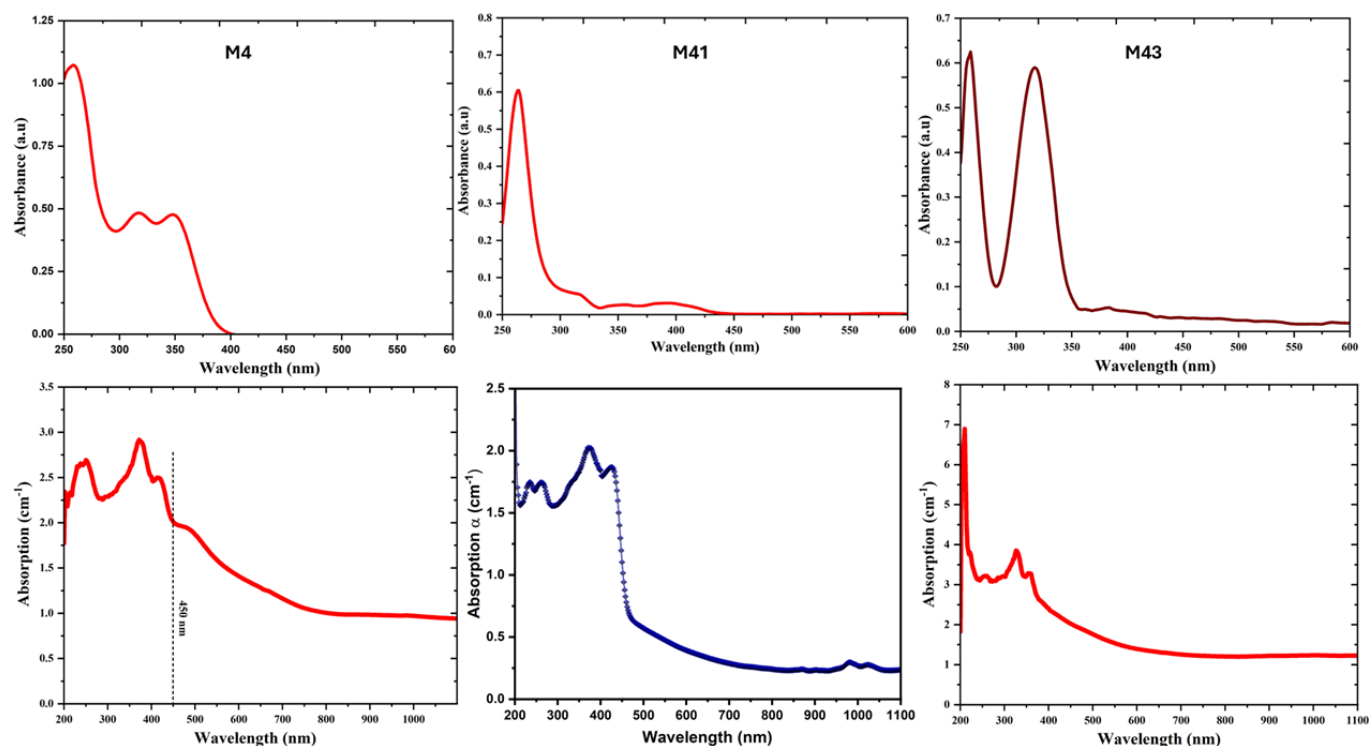 M4
1.25
1.00
0.75
0.50
0.25
0.00
Absorbance (a.u)
250 300 350 400 450 500 550 60
Wavelength (nm)
M41
0.8
0.7
0.6
0.5
0.4
0.3
0.2
0.1
0.0
Absorbance (a.u)
250 300 350 400 450 500 550 600
Wavelength (nm)
M43
0.7
0.6
0.5
0.4
0.3
0.2
0.1
0.0
Absorbance (a.u)
250 300 350 400 450 500 550 600
Wavelength (nm)
3.5
3.0
2.5
2.0
1.5
1.0
0.5
0.0
Absorption (cm-1)
450 nm
200 300 400 500 600 700 800 900 1000
Wavelength (nm)
2.5
2.0
1.5
1.0
0.5
0.0
Absorption α (cm-1)
200 300 400 500 600 700 800 900 1000 1100
Wavelength (nm)
8
7
6
5
4
3
2
1
0
Absorption (cm-1)
200 300 400 500 600 700 800 900 1000 1100
Wavelength (nm)